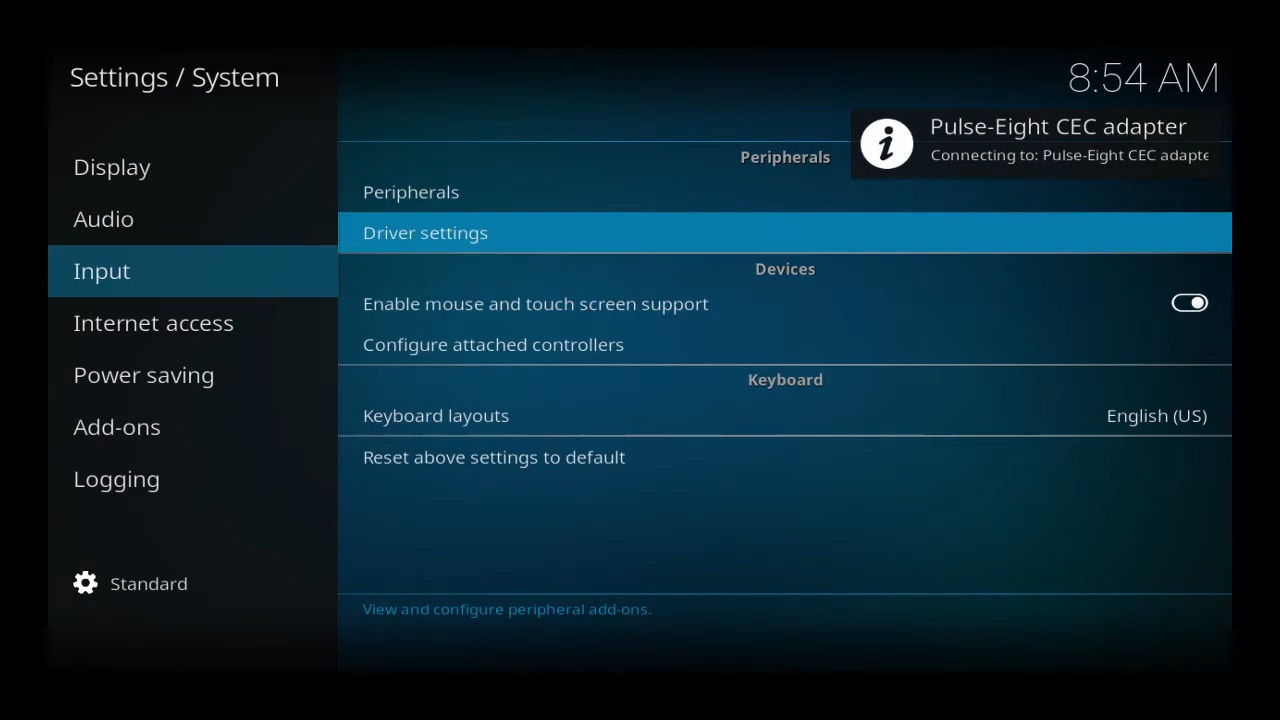 Settings / System
8:54 AM
Pulse-Eight CEC adapter
Connecting to: Pulse-Eight CEC adapte
Display
Audio
Input
Internet access
Power saving
Add-ons
Logging
Standard
Peripherals
Peripherals
Driver settings
Devices
Enable mouse and touch screen support
Configure attached controllers
Keyboard
Keyboard layouts English (US)
Reset above settings to default
View and configure peripheral add-ons.